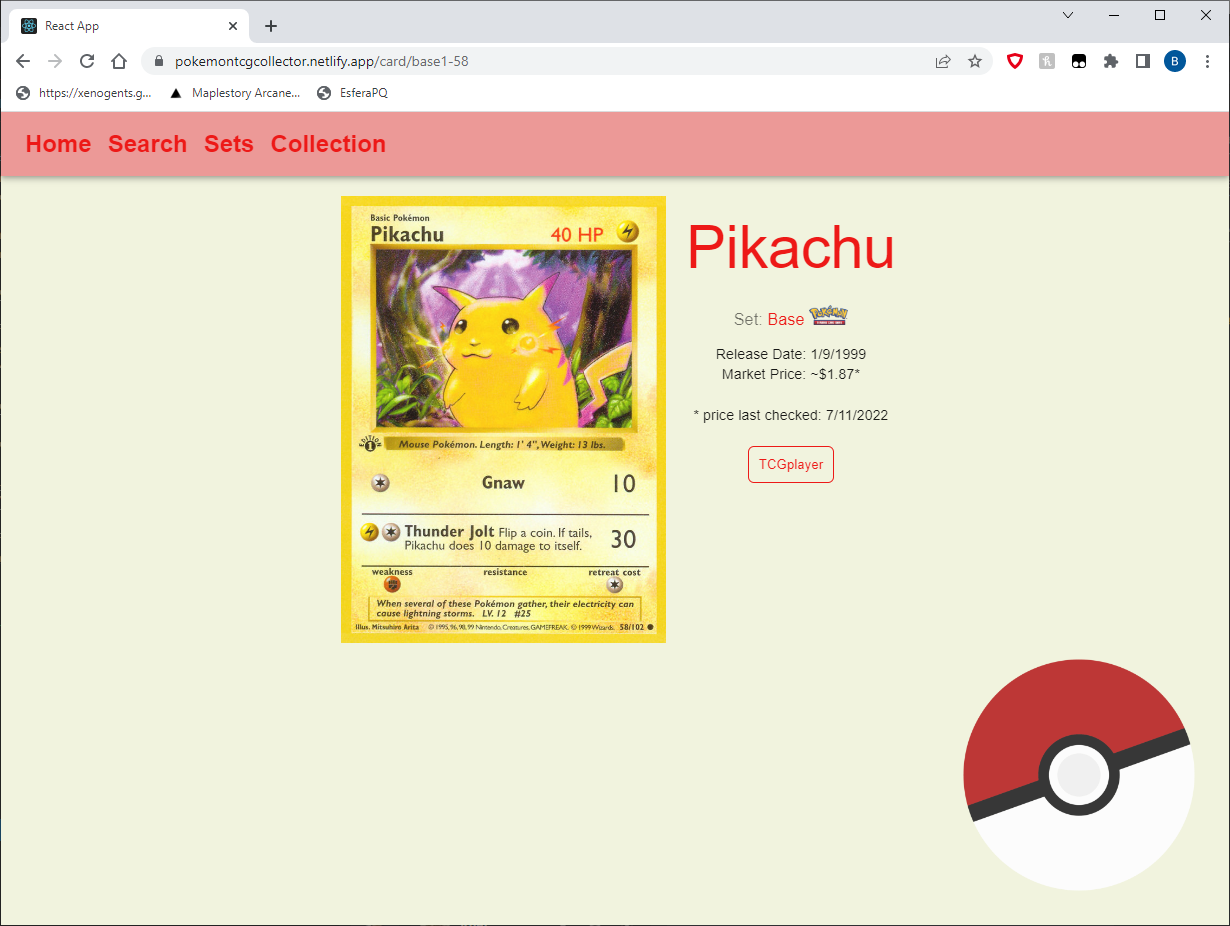 React App
pokemontcgcollector.netlify.app/card/base1-58
B
https://xenogents.g...
Maplestory Arcane...
EsferaPQ
Home Search Sets Collection
Basic Pokémon
Pikachu 40 HP
EDITION
1
Mouse Pokémon. Length: 1' 4", Weight: 13 lbs.
Gnaw 10
Thunder Jolt Flip a coin. If tails,
Pikachu does 10 damage to itself. 30
weakness resistance retreat cost
When several of these Pokémon gather, their electricity can
cause lightning storms. LV. 12 #25
Illus. Mitsuhiro Arita © 1995, 96, 98, 99 Nintendo, Creatures, GAMEFREAK. © 1999 Wizards. 58/102
Pikachu
Set: Base Pokémon
Release Date: 1/9/1999
Market Price: ~$1.87*
* price last checked: 7/11/2022
TCGplayer